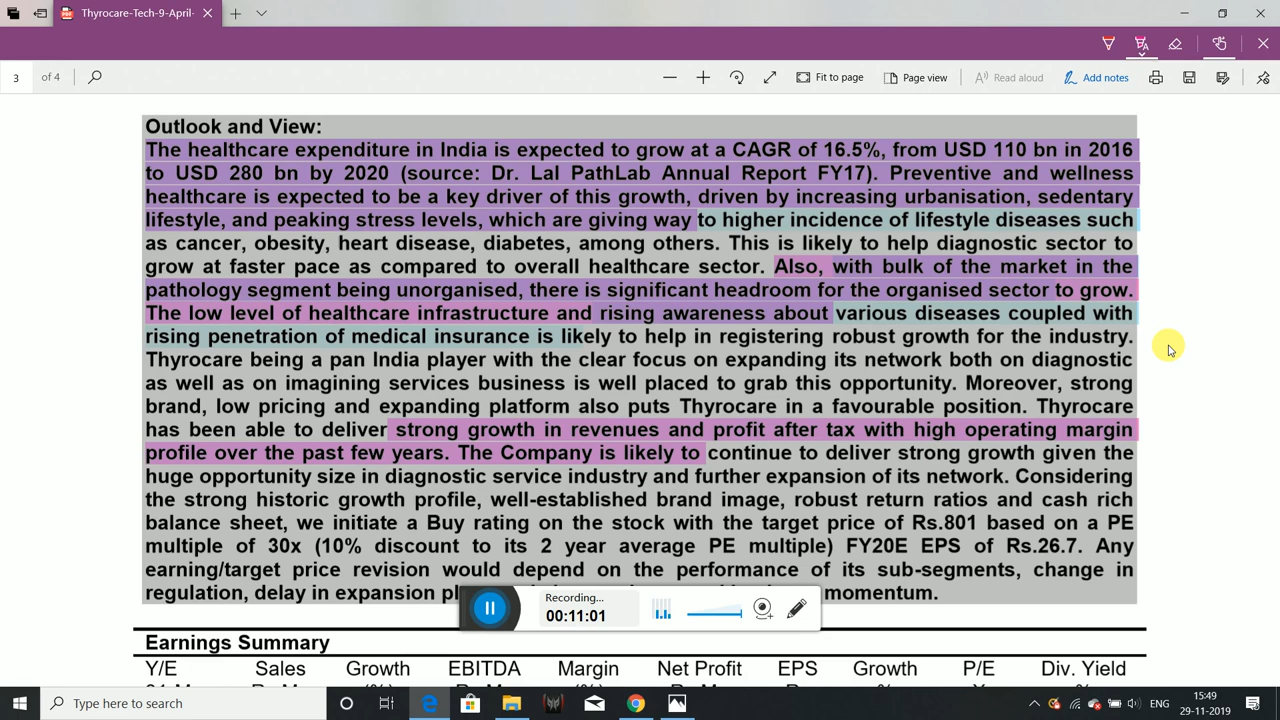 Thyrocare-Tech-9-April-
3 of 4 Fit to page Page view Read aloud Add notes
Outlook and View:
The healthcare expenditure in India is expected to grow at a CAGR of 16.5%, from USD 110 bn in 2016
to USD 280 bn by 2020 (source: Dr. Lal PathLab Annual Report FY17). Preventive and wellness
healthcare is expected to be a key driver of this growth, driven by increasing urbanisation, sedentary
lifestyle, and peaking stress levels, which are giving way to higher incidence of lifestyle diseases such
as cancer, obesity, heart disease, diabetes, among others. This is likely to help diagnostic sector to
grow at faster pace as compared to overall healthcare sector. Also, with bulk of the market in the
pathology segment being unorganised, there is significant headroom for the organised sector to grow.
The low level of healthcare infrastructure and rising awareness about various diseases coupled with
rising penetration of medical insurance is likely to help in registering robust growth for the industry.
Thyrocare being a pan India player with the clear focus on expanding its network both on diagnostic
as well as on imagining services business is well placed to grab this opportunity. Moreover, strong
brand, low pricing and expanding platform also puts Thyrocare in a favourable position. Thyrocare
has been able to deliver strong growth in revenues and profit after tax with high operating margin
profile over the past few years. The Company is likely to continue to deliver strong growth given the
huge opportunity size in diagnostic service industry and further expansion of its network. Considering
the strong historic growth profile, well-established brand image, robust return ratios and cash rich
balance sheet, we initiate a Buy rating on the stock with the target price of Rs.801 based on a PE
multiple of 30x (10% discount to its 2 year average PE multiple) FY20E EPS of Rs.26.7. Any
earning/target price revision would depend on the performance of its sub-segments, change in
regulation, delay in expansion momentum.
Recording...
00:11:01
Earnings Summary
Y/E Sales Growth EBITDA Margin Net Profit EPS Growth P/E Div. Yield
Type here to search ENG 15:49
29-11-2019